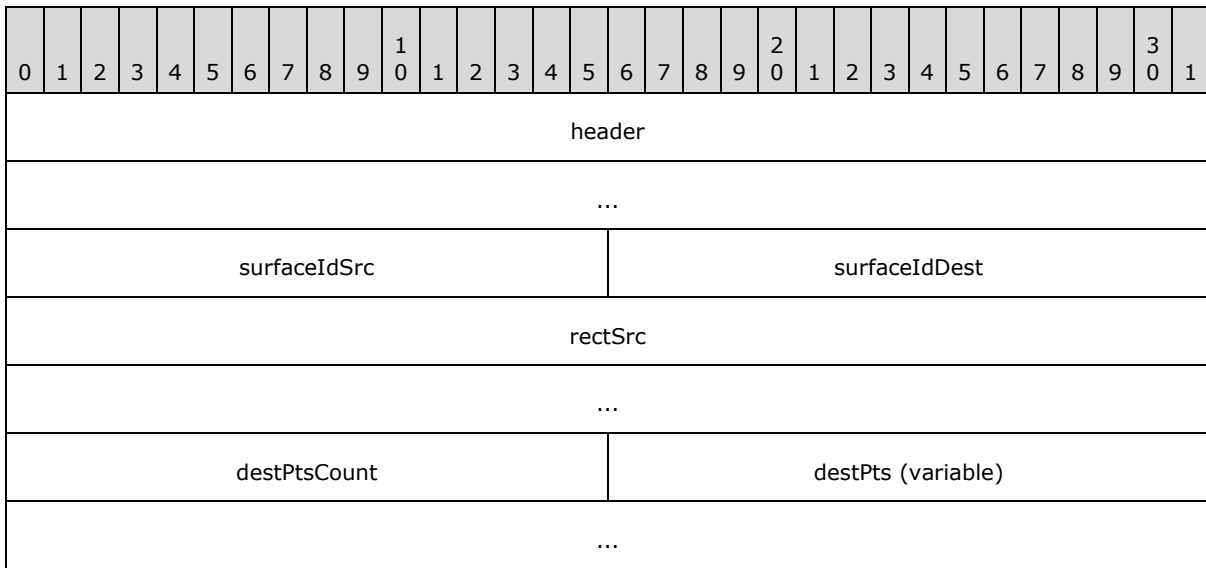 1 2 3
0 1 2 3 4 5 6 7 8 9 0 1 2 3 4 5 6 7 8 9 0 1 2 3 4 5 6 7 8 9 0 1
header
...
surfaceIdSrc surfaceIdDest
rectSrc
...
destPtsCount destPts (variable)
...